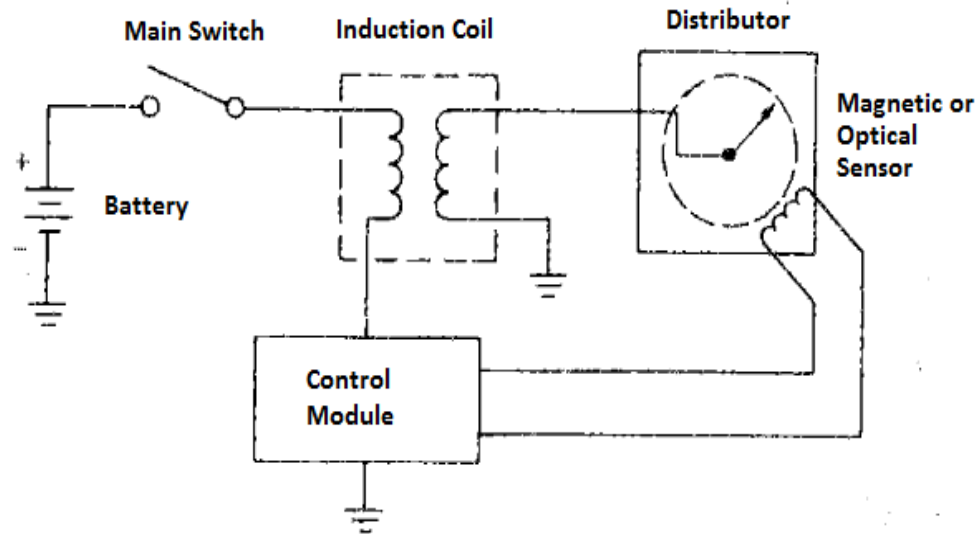 Main Switch
Induction Coil
Distributor
Magnetic or
Optical
Sensor
+
Battery
—
Control
Module